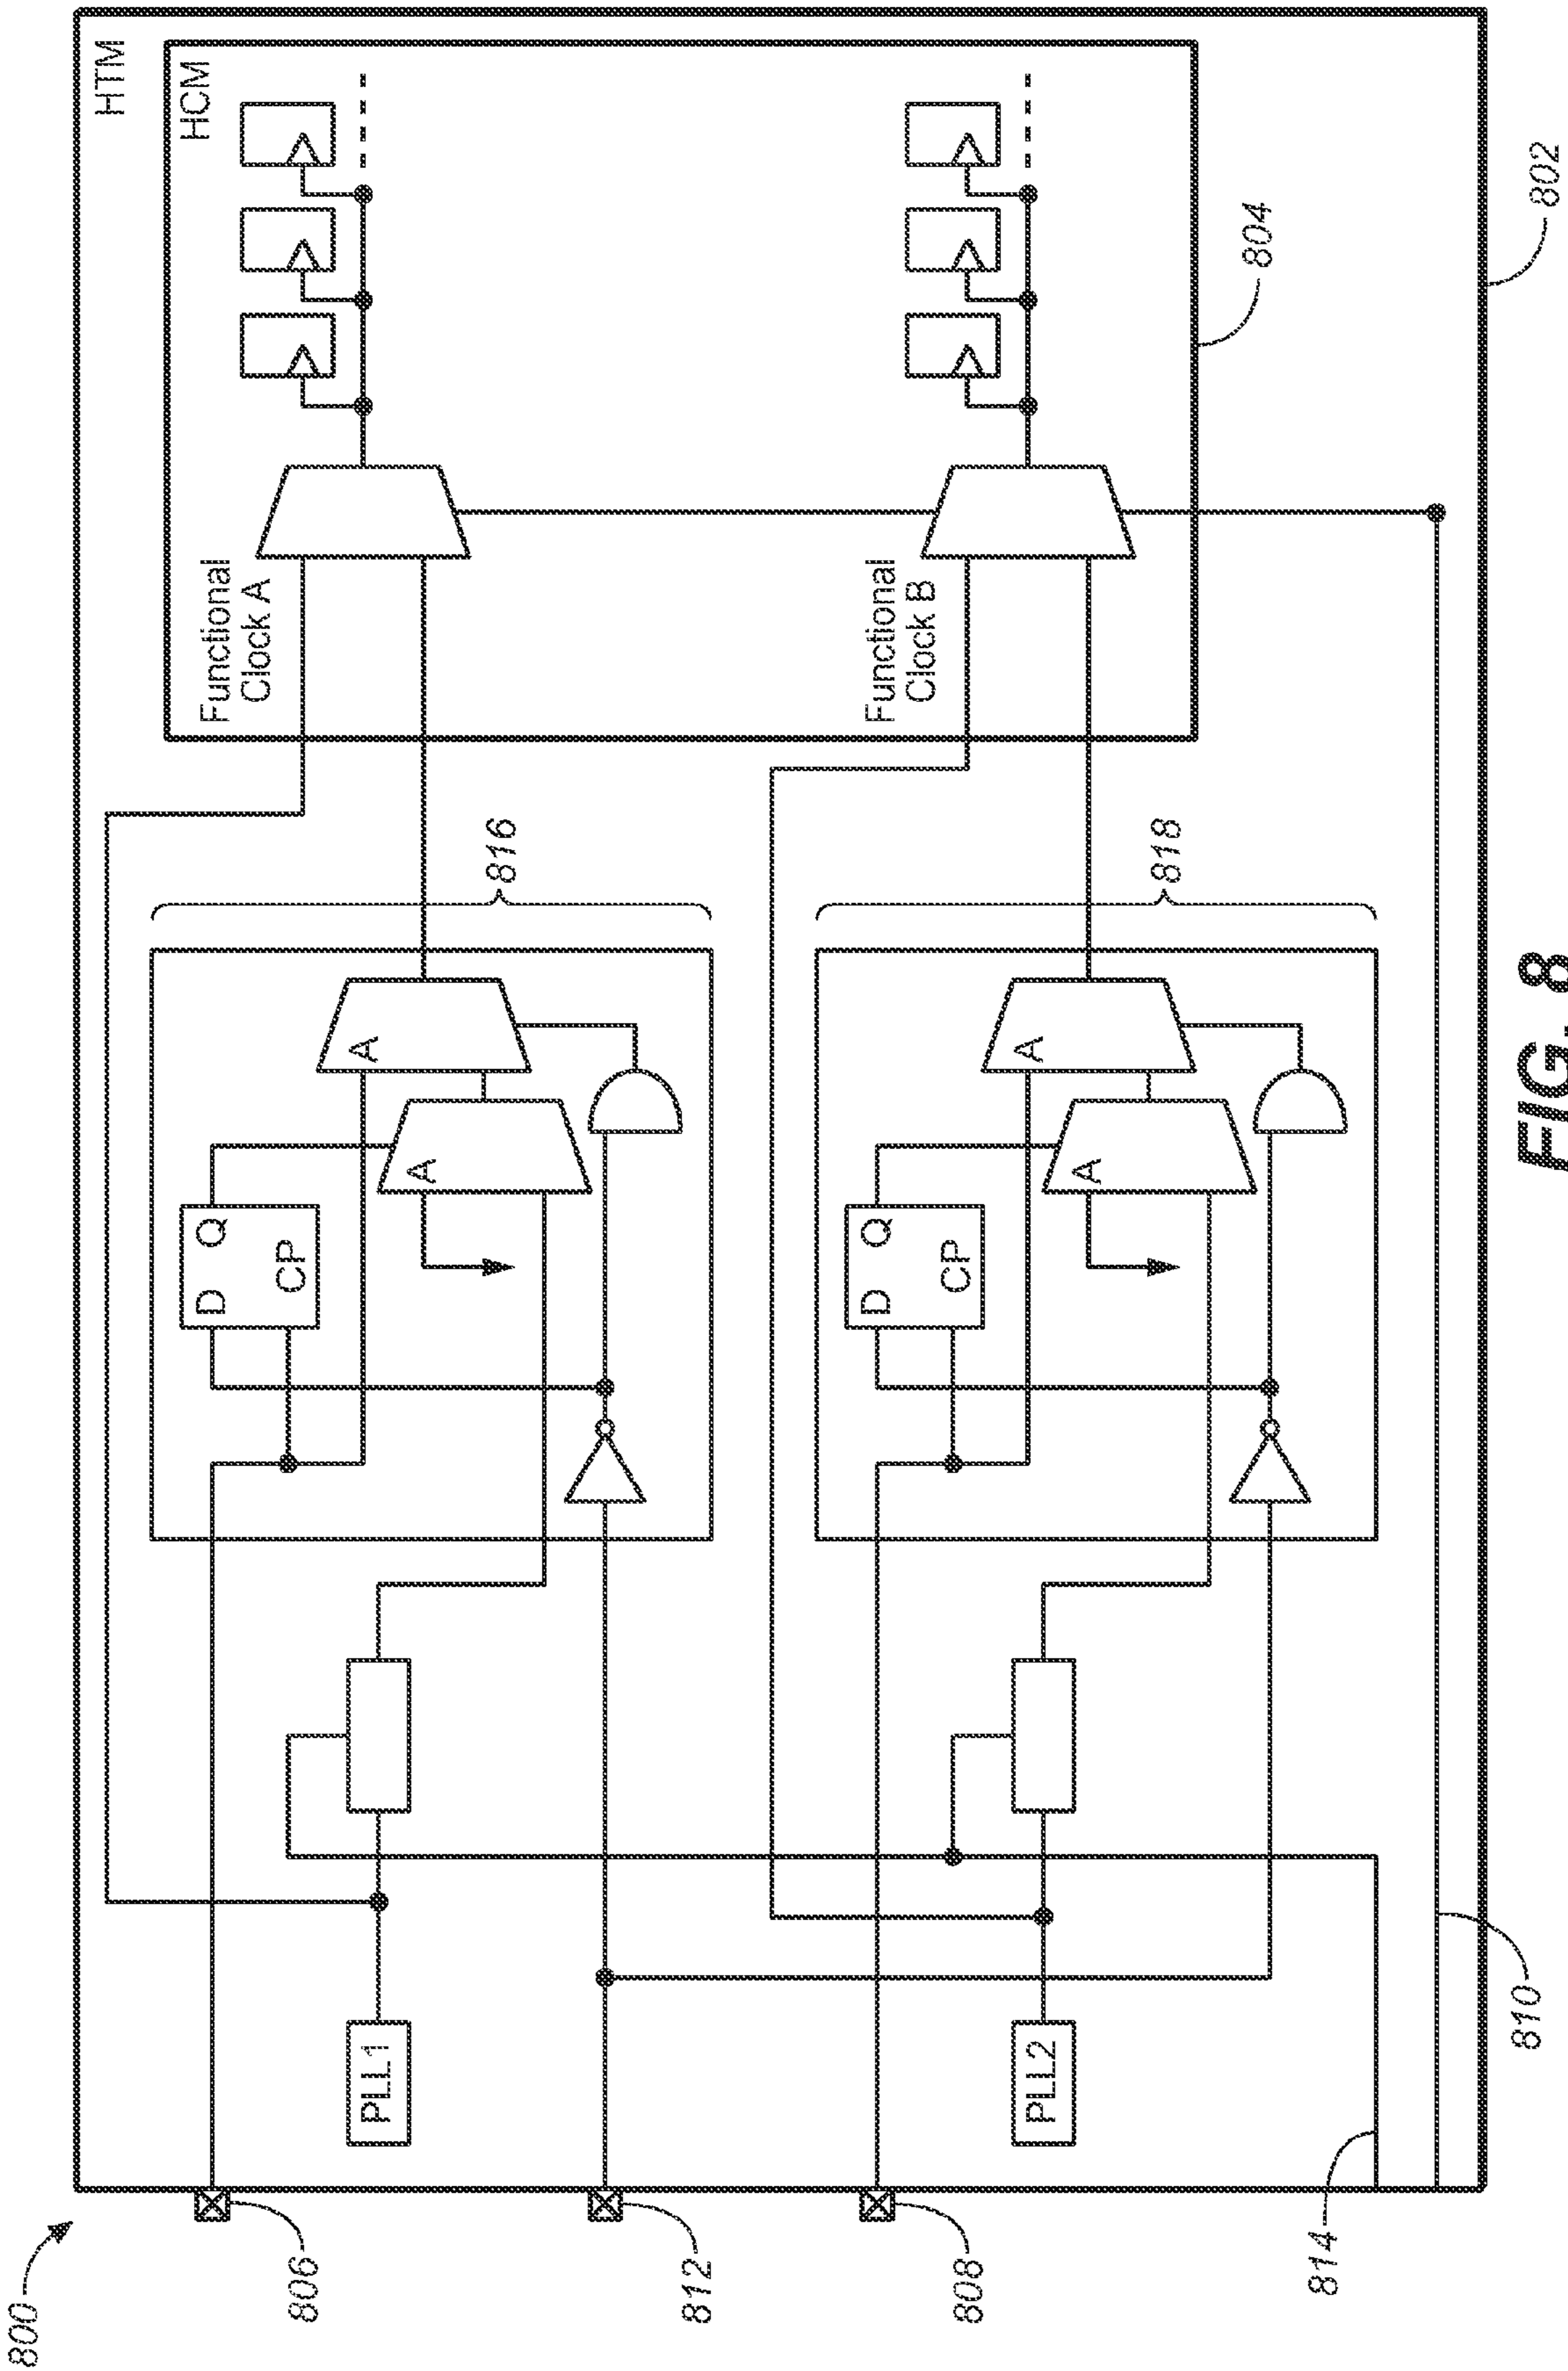 800
HTM
HCM
Functional
Clock A
Functional
Clock B
804
802
816
818
A
A
D Q
CP
A
A
D Q
CP
PLL1
PLL2
806
812
808
814
810
FIG. 8